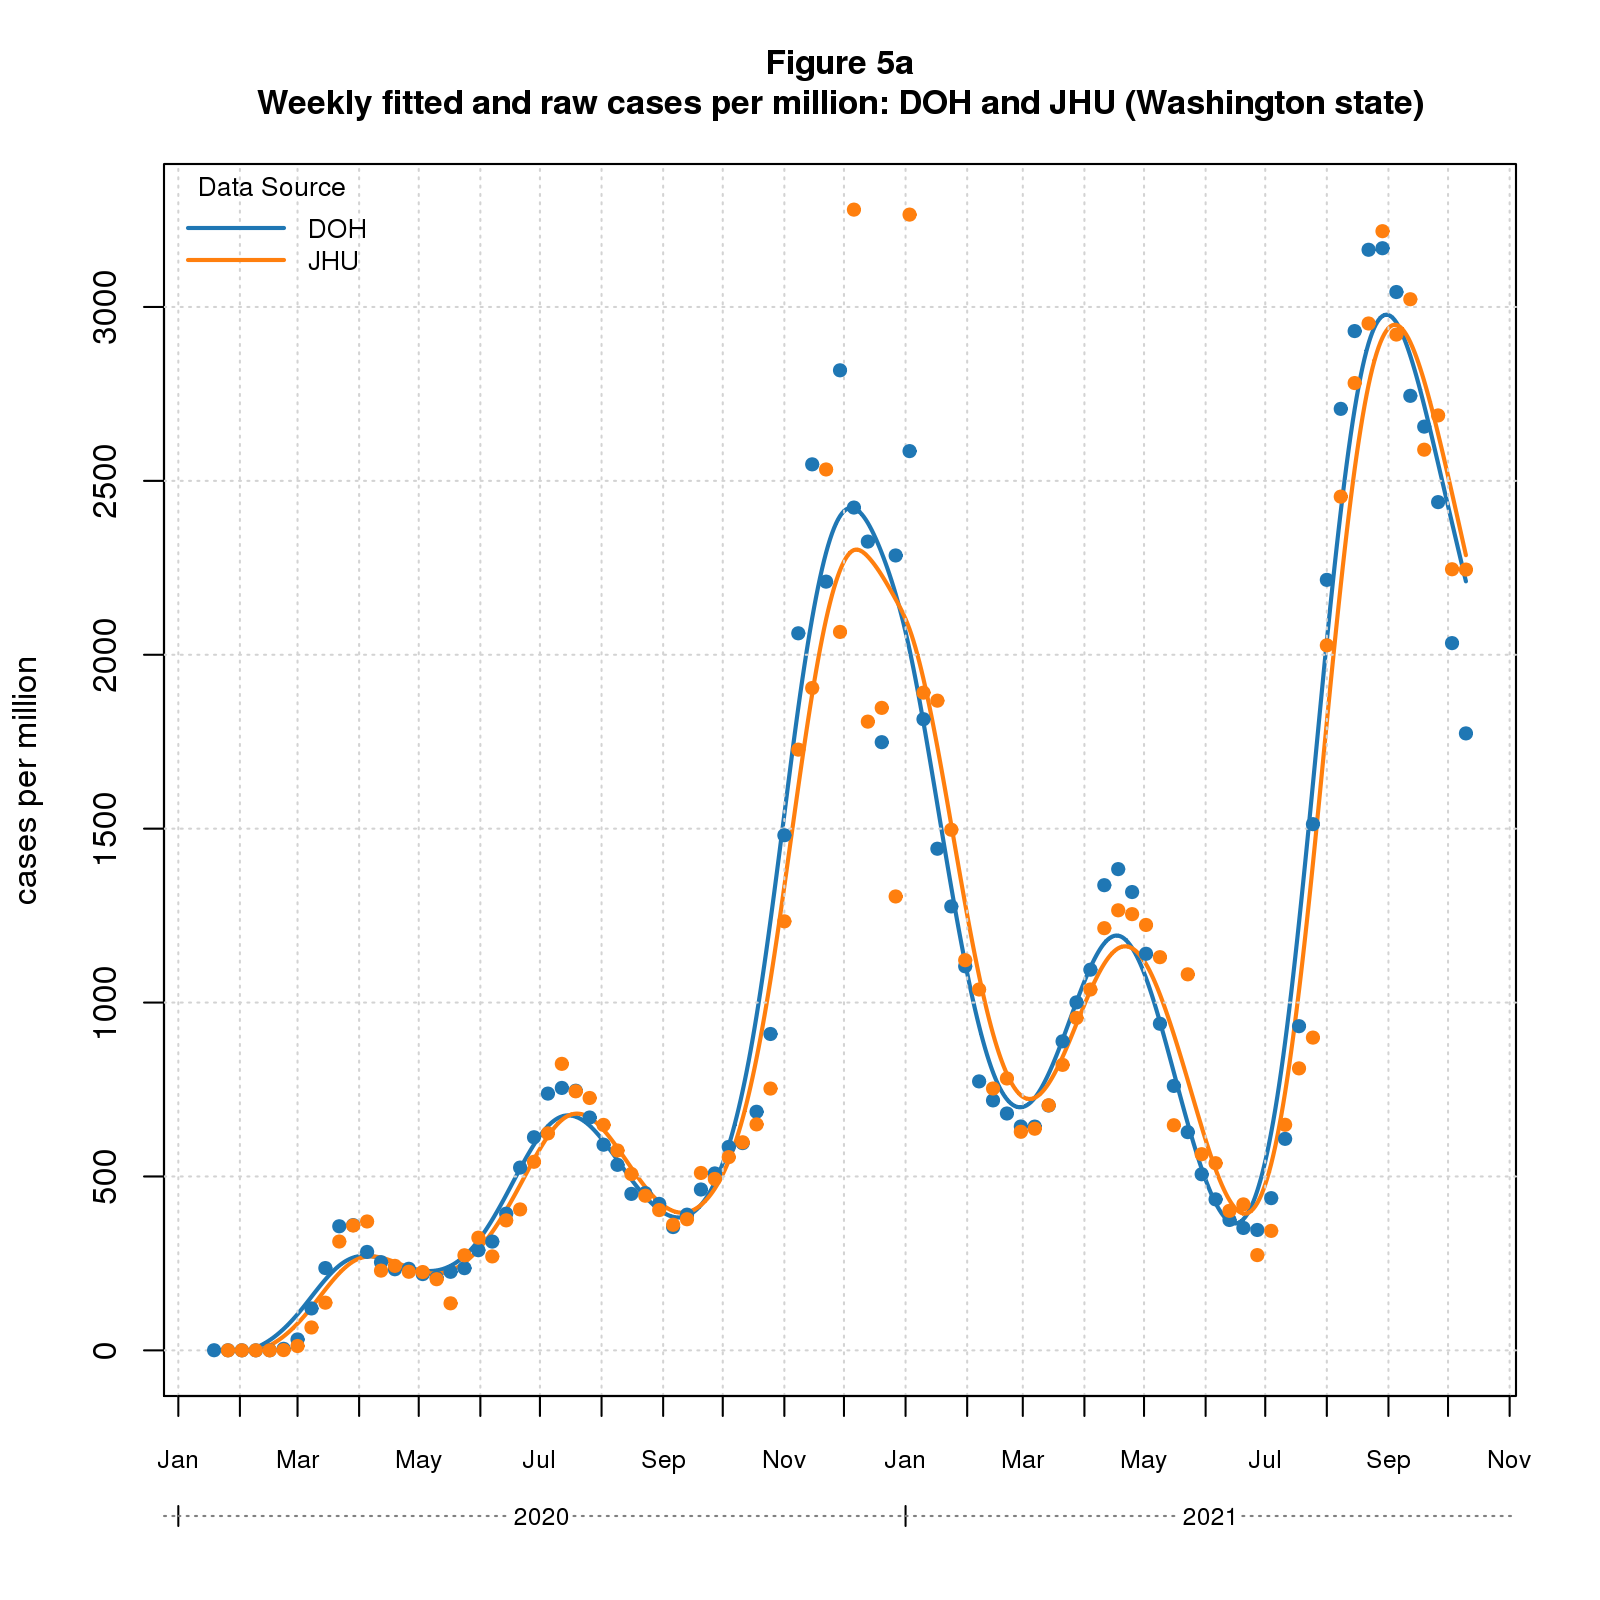 Figure 5a
Weekly fitted and raw cases per million: DOH and JHU (Washington state)
Data Source
DOH
JHU
cases per million
3000
2500
2000
1500
1000
500
0
Jan Mar May Jul Sep Nov Jan Mar May Jul Sep Nov
2020 2021